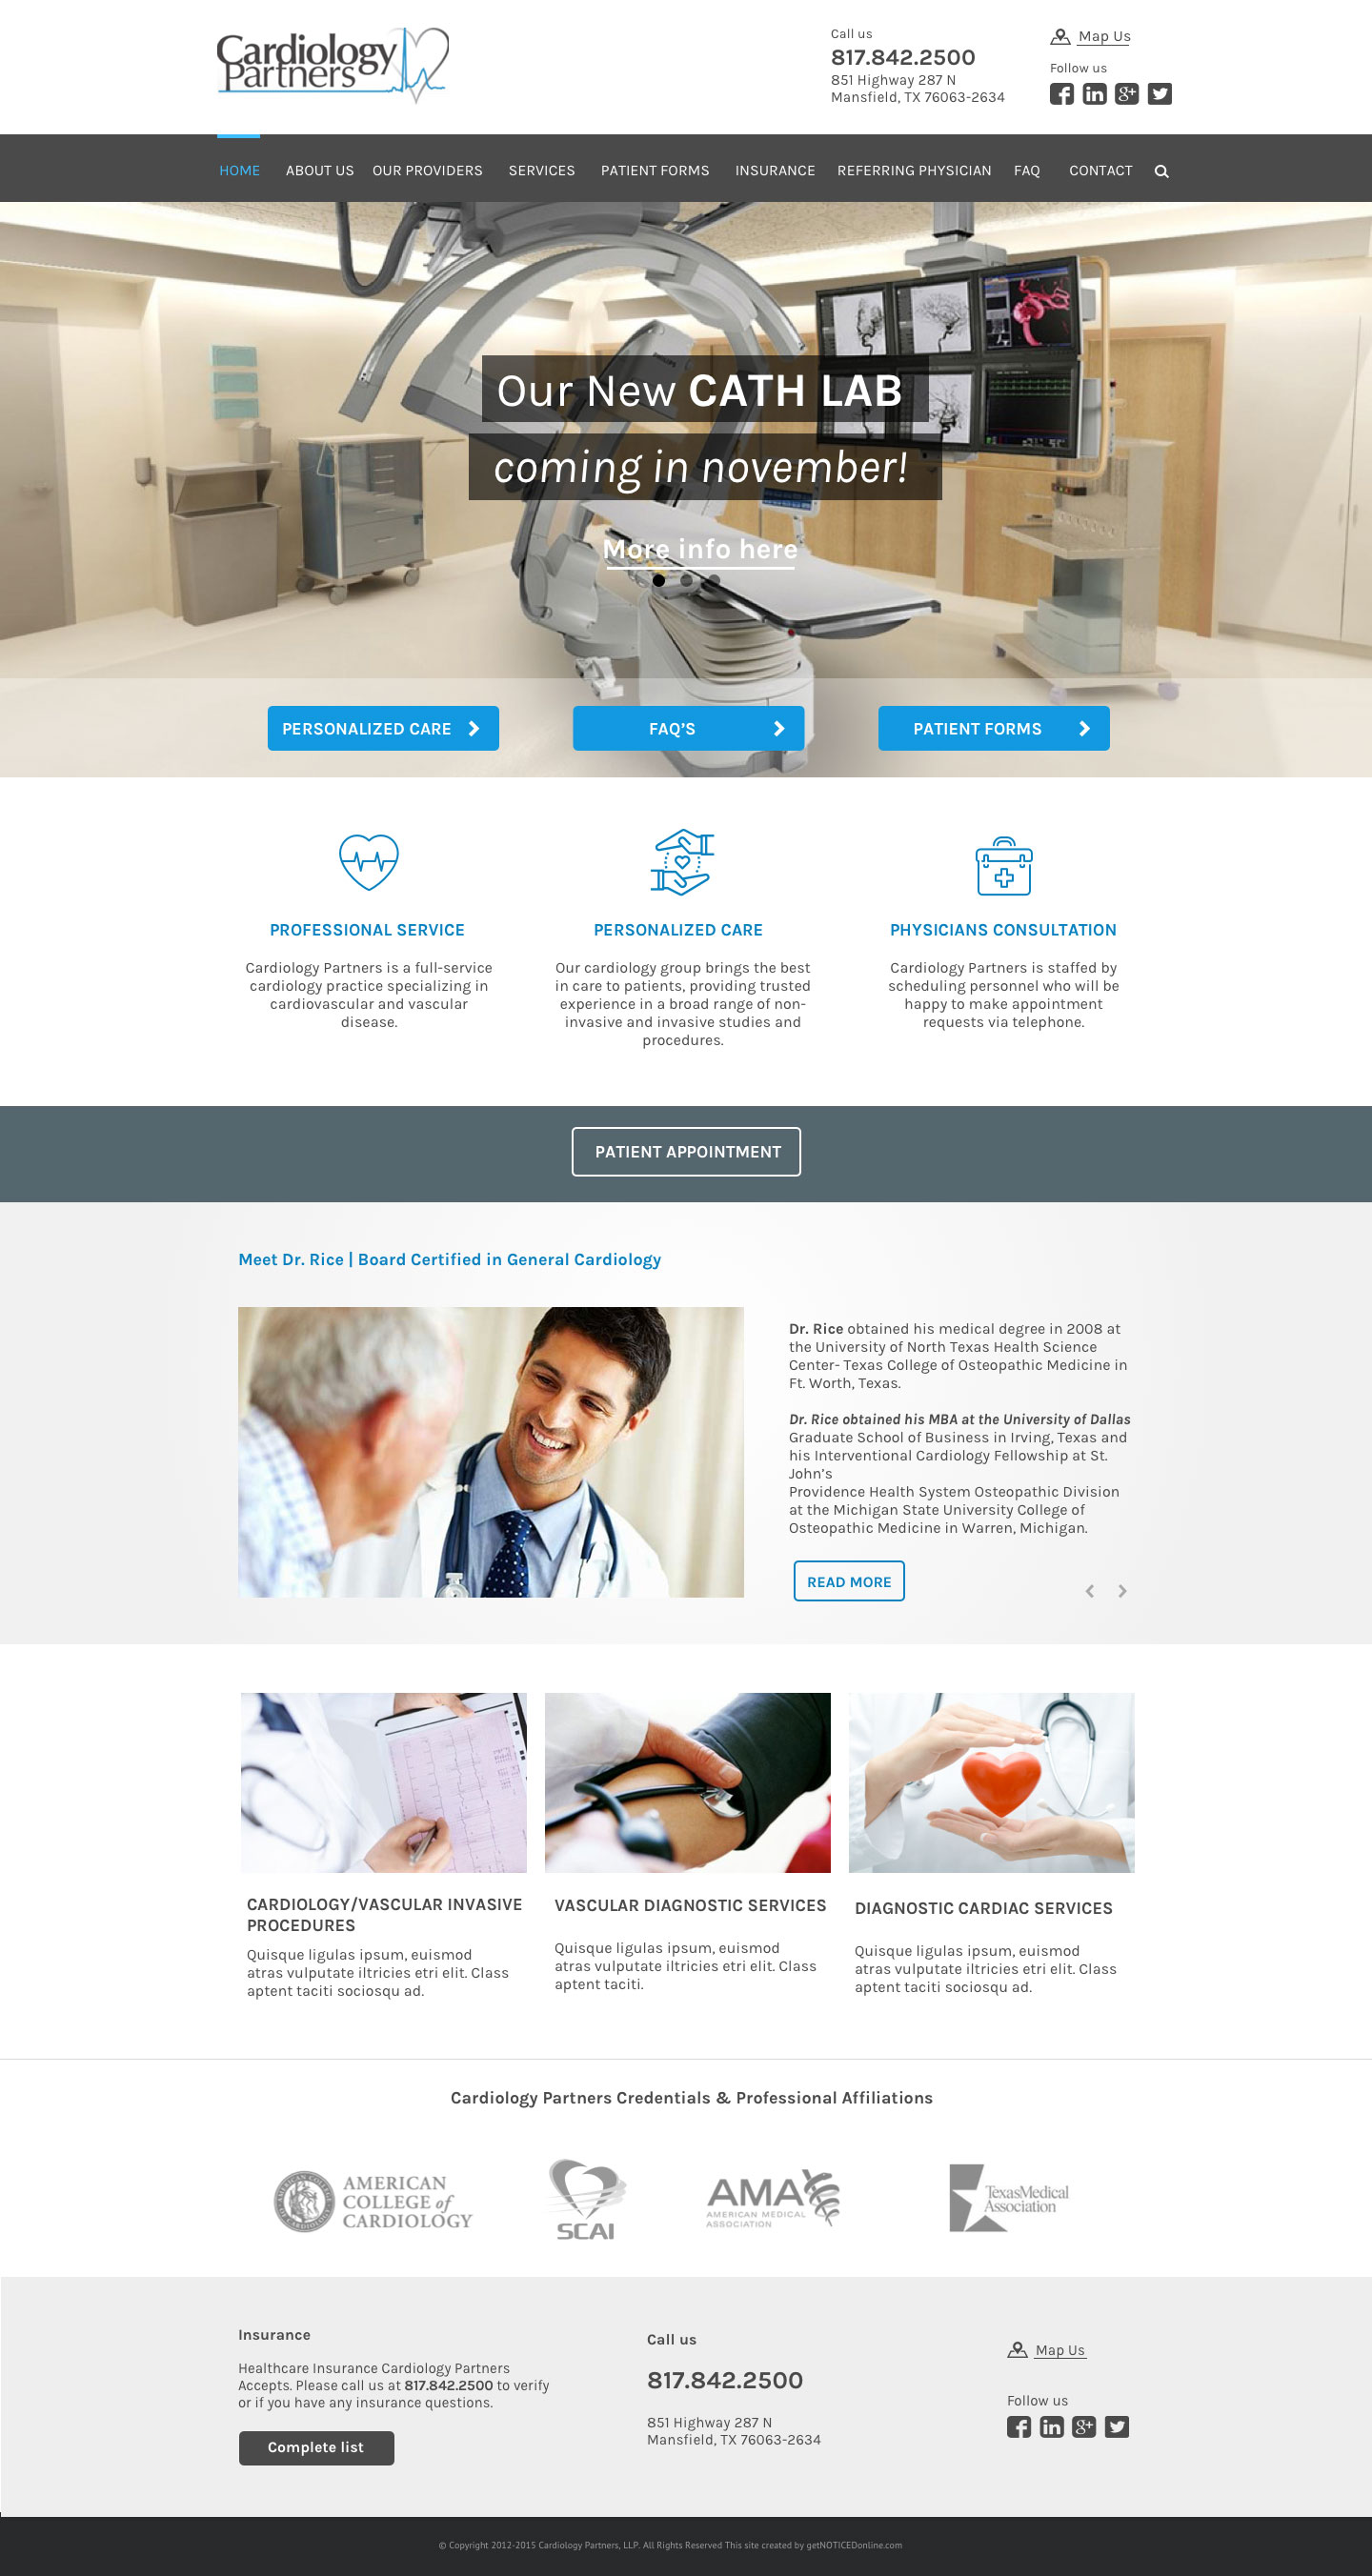 Cardiology
Partners
Call us
817.842.2500
851 Highway 287 N
Mansfield, TX 76063-2634
Map Us
Follow us
HOME ABOUT US OUR PROVIDERS SERVICES PATIENT FORMS INSURANCE REFERRING PHYSICIAN FAQ CONTACT
Our New CATH LAB
coming in november!
More info here
PERSONALIZED CARE
FAQ’S
PATIENT FORMS
PROFESSIONAL SERVICE
Cardiology Partners is a full-service
cardiology practice specializing in
cardiovascular and vascular
disease.
PERSONALIZED CARE
Our cardiology group brings the best
in care to patients, providing trusted
experience in a broad range of non-
invasive and invasive studies and
procedures.
PHYSICIANS CONSULTATION
Cardiology Partners is staffed by
scheduling personnel who will be
happy to make appointment
requests via telephone.
PATIENT APPOINTMENT
Meet Dr. Rice | Board Certified in General Cardiology
Dr. Rice obtained his medical degree in 2008 at
the University of North Texas Health Science
Center- Texas College of Osteopathic Medicine in
Ft. Worth, Texas.
Dr. Rice obtained his MBA at the University of Dallas
Graduate School of Business in Irving, Texas and
his Interventional Cardiology Fellowship at St.
John’s
Providence Health System Osteopathic Division
at the Michigan State University College of
Osteopathic Medicine in Warren, Michigan.
READ MORE
CARDIOLOGY/VASCULAR INVASIVE
PROCEDURES
Quisque ligulas ipsum, euismod
atras vulputate iltricies etri elit. Class
aptent taciti sociosqu ad.
VASCULAR DIAGNOSTIC SERVICES
Quisque ligulas ipsum, euismod
atras vulputate iltricies etri elit. Class
aptent taciti.
DIAGNOSTIC CARDIAC SERVICES
Quisque ligulas ipsum, euismod
atras vulputate iltricies etri elit. Class
aptent taciti sociosqu ad.
Cardiology Partners Credentials & Professional Affiliations
AMERICAN
COLLEGE of
CARDIOLOGY
SCAI
AMA
AMERICAN MEDICAL
ASSOCIATION
TexasMedical
Association
Insurance
Healthcare Insurance Cardiology Partners
Accepts. Please call us at 817.842.2500 to verify
or if you have any insurance questions.
Complete list
Call us
817.842.2500
851 Highway 287 N
Mansfield, TX 76063-2634
Map Us
Follow us
© Copyright 2012-2015 Cardiology Partners, LLP. All Rights Reserved This site created by getNOTICEDonline.com